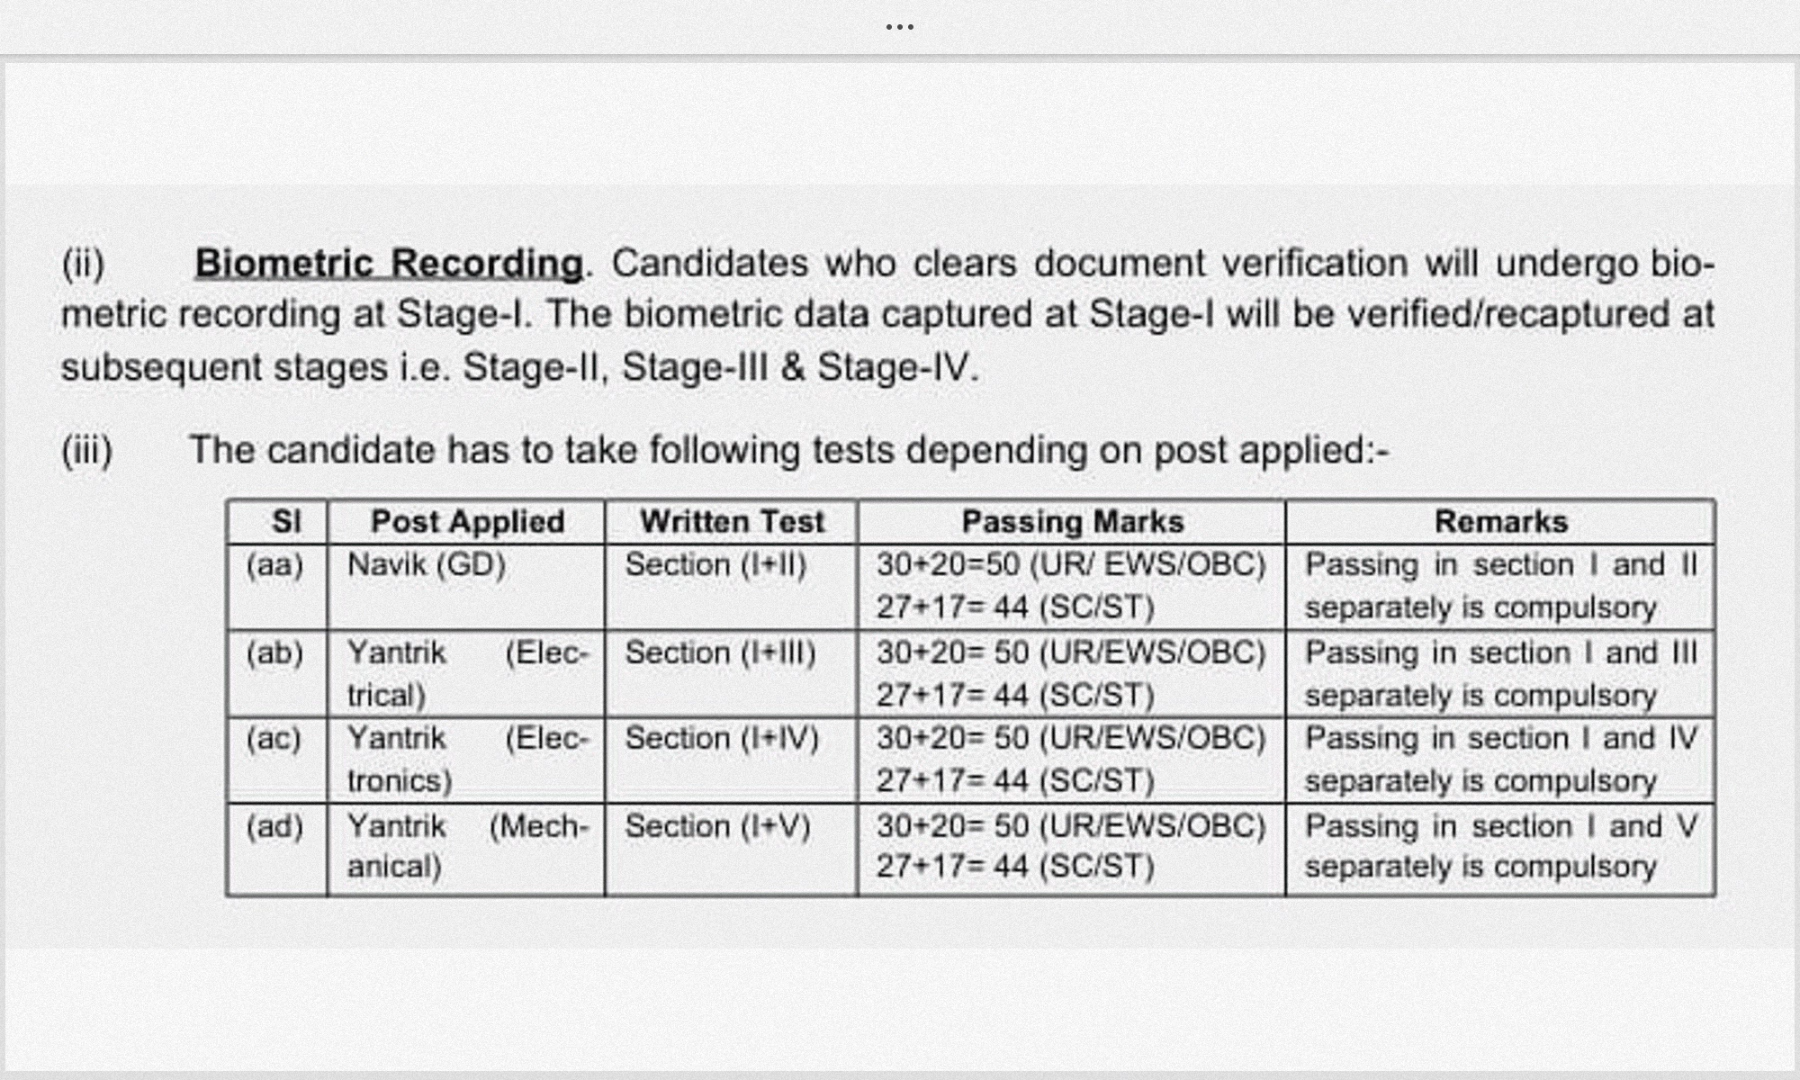 (ii) Biometric Recording. Candidates who clears document verification will undergo bio-
metric recording at Stage-I. The biometric data captured at Stage-I will be verified/recaptured at
subsequent stages i.e. Stage-II, Stage-III & Stage-IV.
(iii) The candidate has to take following tests depending on post applied:-
Sl Post Applied Written Test Passing Marks Remarks
(aa) Navik (GD) Section (I+II) 30+20=50 (UR/ EWS/OBC) Passing in section I and II
27+17= 44 (SC/ST) separately is compulsory
(ab) Yantrik (Elec- Section (I+III) 30+20= 50 (UR/EWS/OBC) Passing in section I and III
trical) 27+17= 44 (SC/ST) separately is compulsory
(ac) Yantrik (Elec- Section (I+IV) 30+20= 50 (UR/EWS/OBC) Passing in section I and IV
tronics) 27+17= 44 (SC/ST) separately is compulsory
(ad) Yantrik (Mech- Section (I+V) 30+20= 50 (UR/EWS/OBC) Passing in section I and V
anical) 27+17= 44 (SC/ST) separately is compulsory